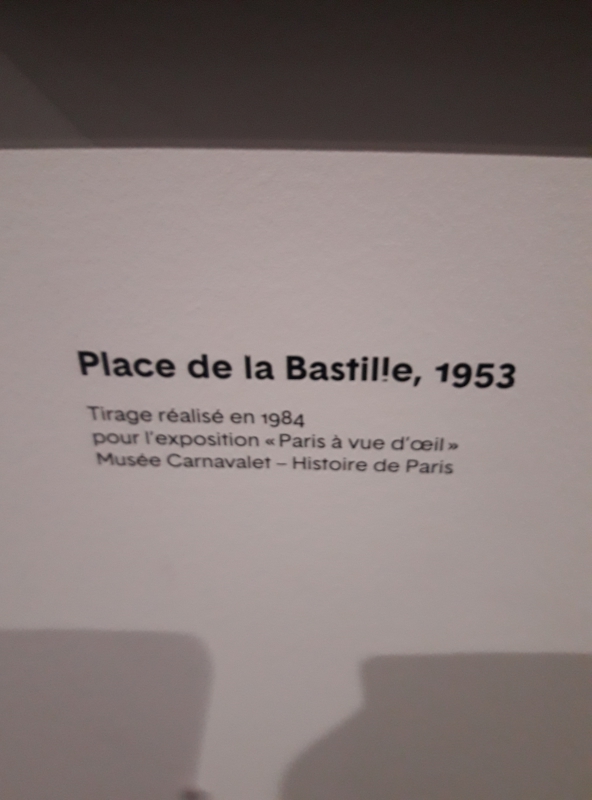 Place de la Bastille, 1953
Tirage réalisé en 1984
pour l'exposition « Paris à vue d'œil »
Musée Carnavalet – Histoire de Paris